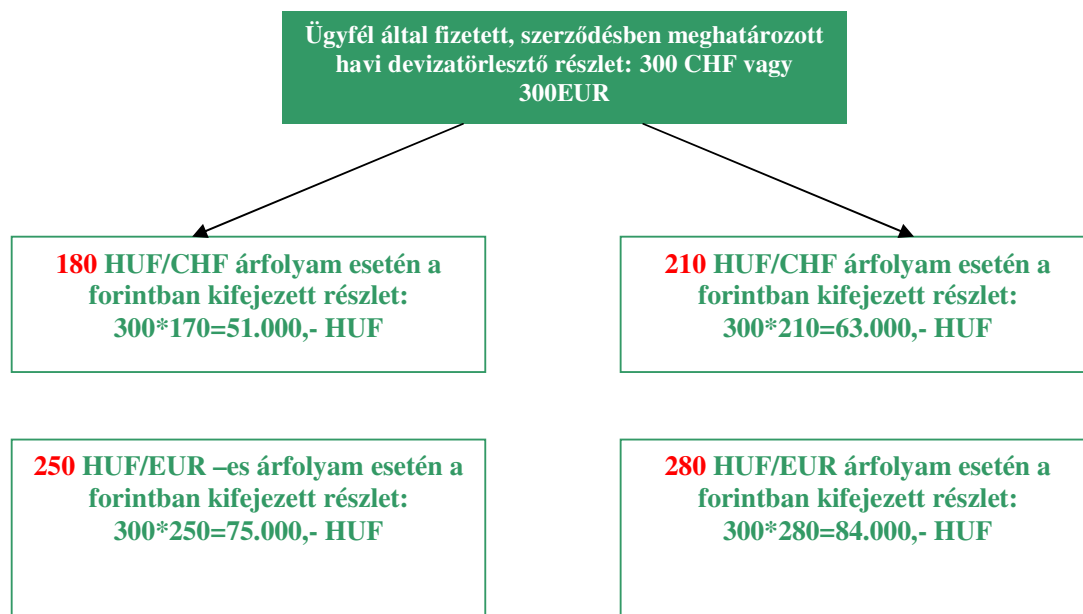 Ügyfél által fizetett, szerződésben meghatározott
havi devizatörlesztő részlet: 300 CHF vagy
300EUR
180 HUF/CHF árfolyam esetén a
forintban kifejezett részlet:
300*170=51.000,- HUF
210 HUF/CHF árfolyam esetén a
forintban kifejezett részlet:
300*210=63.000,- HUF
250 HUF/EUR –es árfolyam esetén a
forintban kifejezett részlet:
300*250=75.000,- HUF
280 HUF/EUR árfolyam esetén a
forintban kifejezett részlet:
300*280=84.000,- HUF